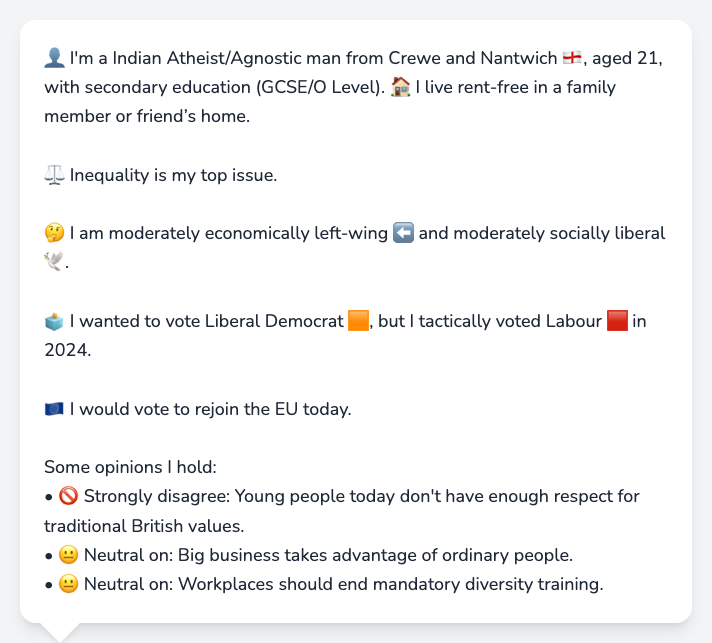 👤 I'm a Indian Atheist/Agnostic man from Crewe and Nantwich 🏴󠁧󠁢󠁥󠁮󠁧󠁿, aged 21,
with secondary education (GCSE/O Level). 🏠 I live rent-free in a family
member or friend’s home.
⚖️ Inequality is my top issue.
🤔 I am moderately economically left-wing ⬅️ and moderately socially liberal
🕊️.
🗳️ I wanted to vote Liberal Democrat 🟧, but I tactically voted Labour 🟥 in
2024.
🇪🇺 I would vote to rejoin the EU today.
Some opinions I hold:
• 🚫 Strongly disagree: Young people today don't have enough respect for
traditional British values.
• 😐 Neutral on: Big business takes advantage of ordinary people.
• 😐 Neutral on: Workplaces should end mandatory diversity training.